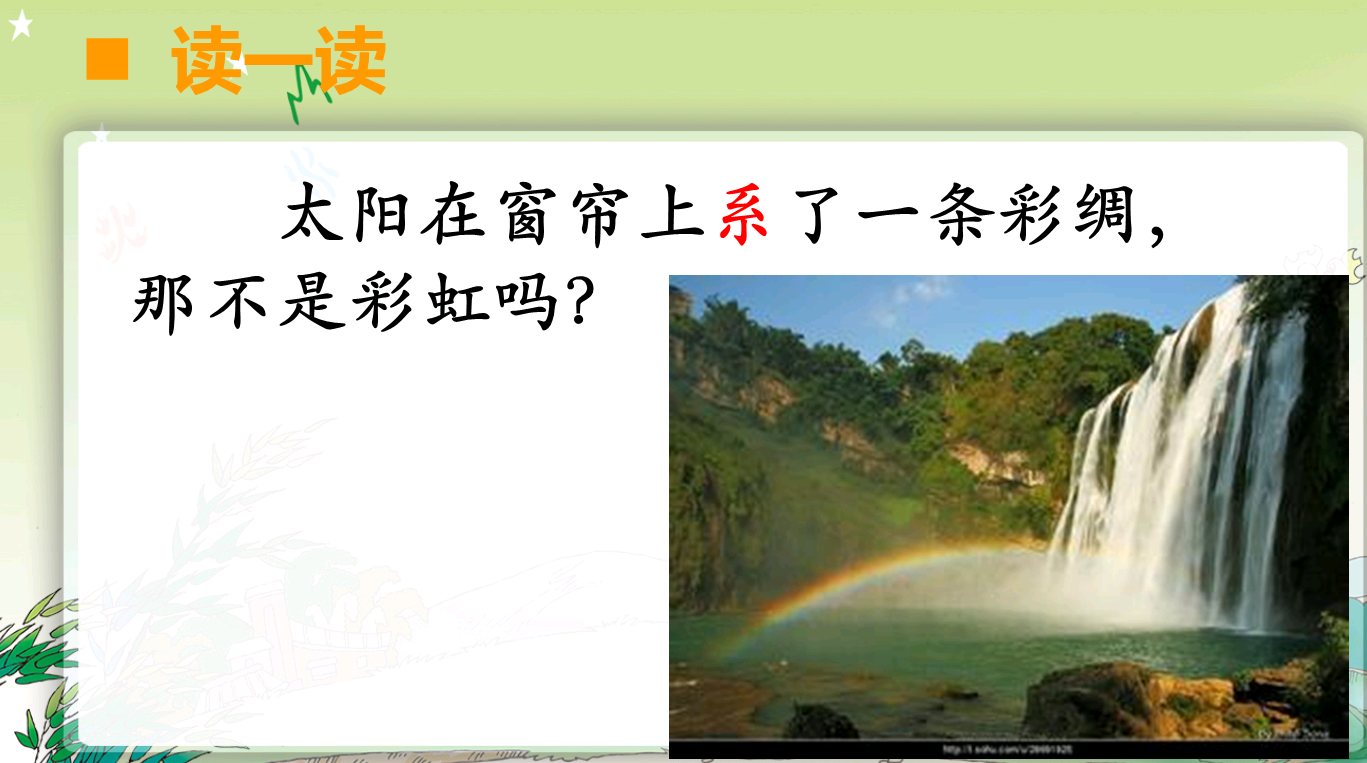 ■ 读一读
太阳在窗帘上系了一条彩绸，
那不是彩虹吗？
火